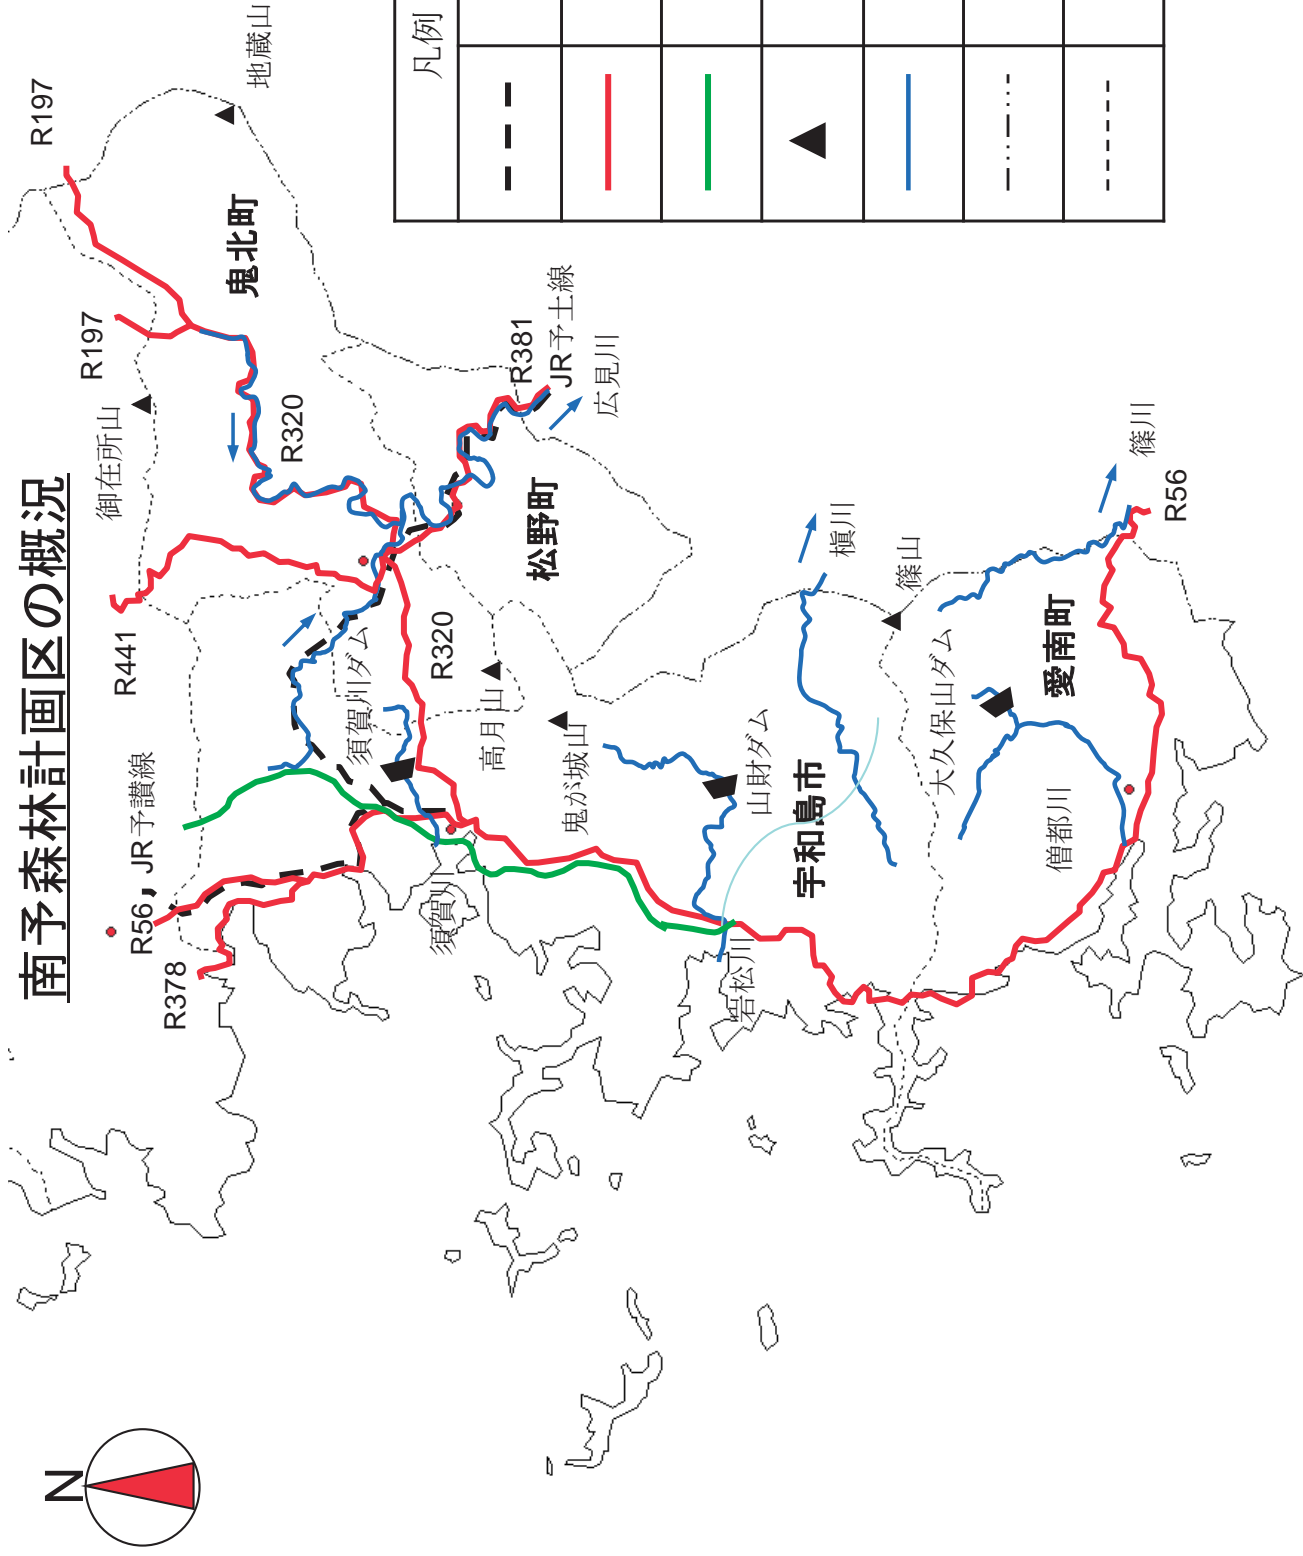 南予森林計画区の概況
N
R197
地蔵山
凡例
鬼北町
R197
御在所山
R320
R381
JR予土線
広見川
R441
松野町
R56，JR予讃線
R378
須賀川ダム
R320
高月山
鬼が城山
須賀川
山財ダム
宇和島市
岩松川
槇川
篠山
篠川
R56
大久保山ダム
愛南町
僧都川